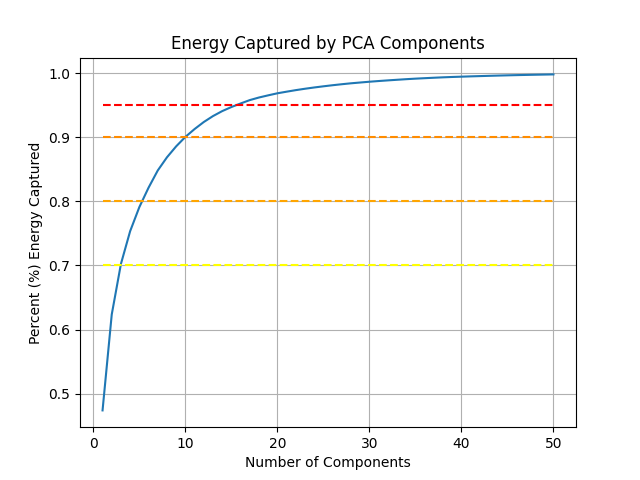 Energy Captured by PCA Components
Percent (%) Energy Captured
1.0
0.9
0.8
0.7
0.6
0.5
0 10 20 30 40 50
Number of Components